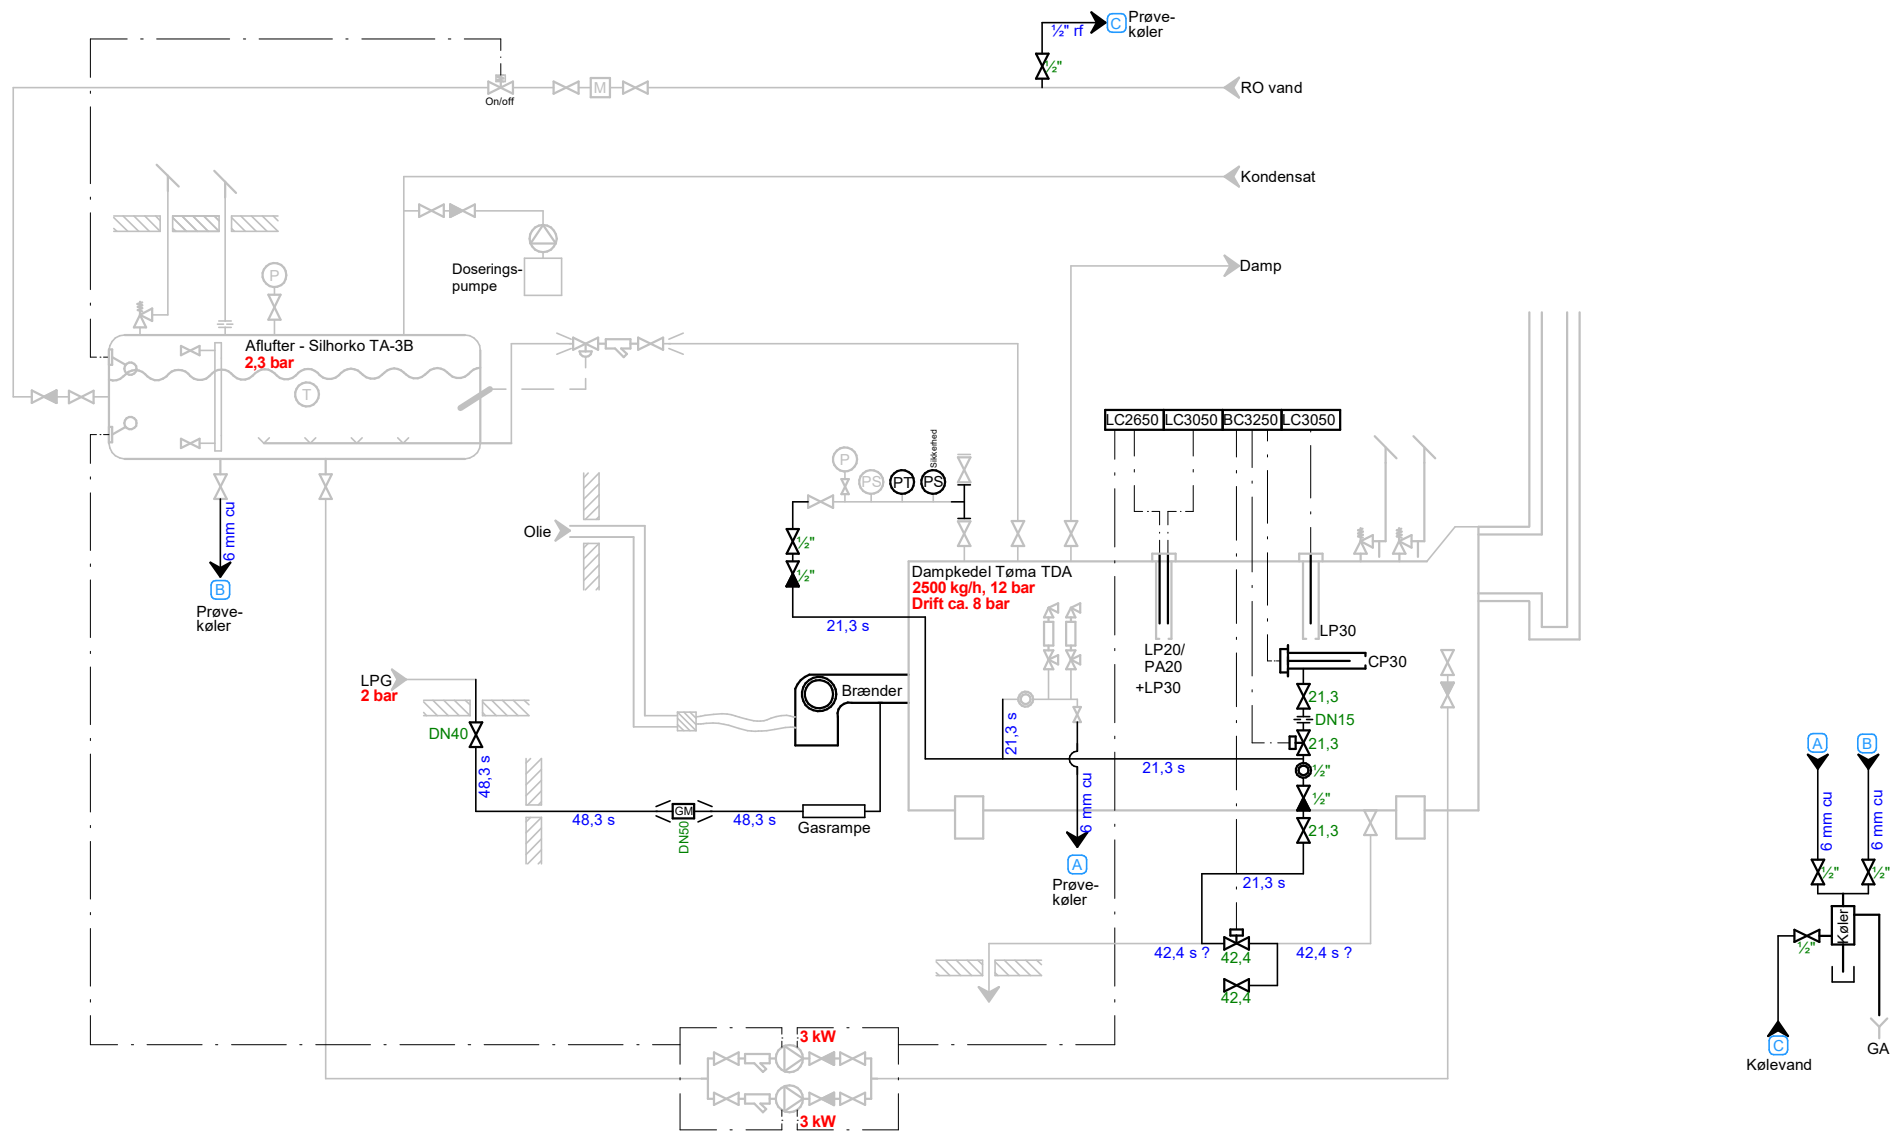 C
Prøve-
køler
½" rf
½"
M
On/off
RO vand
Kondensat
Doserings-
pumpe
Damp
P
Aflufter - Silhorko TA-3B
2,3 bar
T
LC2650
LC3050
BC3250
LC3050
P
PS
PT
PS
Sikkerhed
6 mm cu
Olie
½"
½"
B
Prøve-
køler
Dampkedel Tøma TDA
2500 kg/h, 12 bar
Drift ca. 8 bar
21,3 s
LP30
LP20/
PA20
+LP30
CP30
LPG
2 bar
Brænder
21,3
DN15
DN40
21,3 s
21,3
A
B
48,3 s
21,3 s
½"
6 mm cu
½"
6 mm cu
6 mm cu
48,3 s
GM
48,3 s
DN50
Gasrampe
21,3
A
Prøve-
køler
21,3 s
½"
½"
Køler
½"
42,4 s ?
42,4
42,4 s ?
42,4
3 kW
3 kW
C
Kølevand
GA